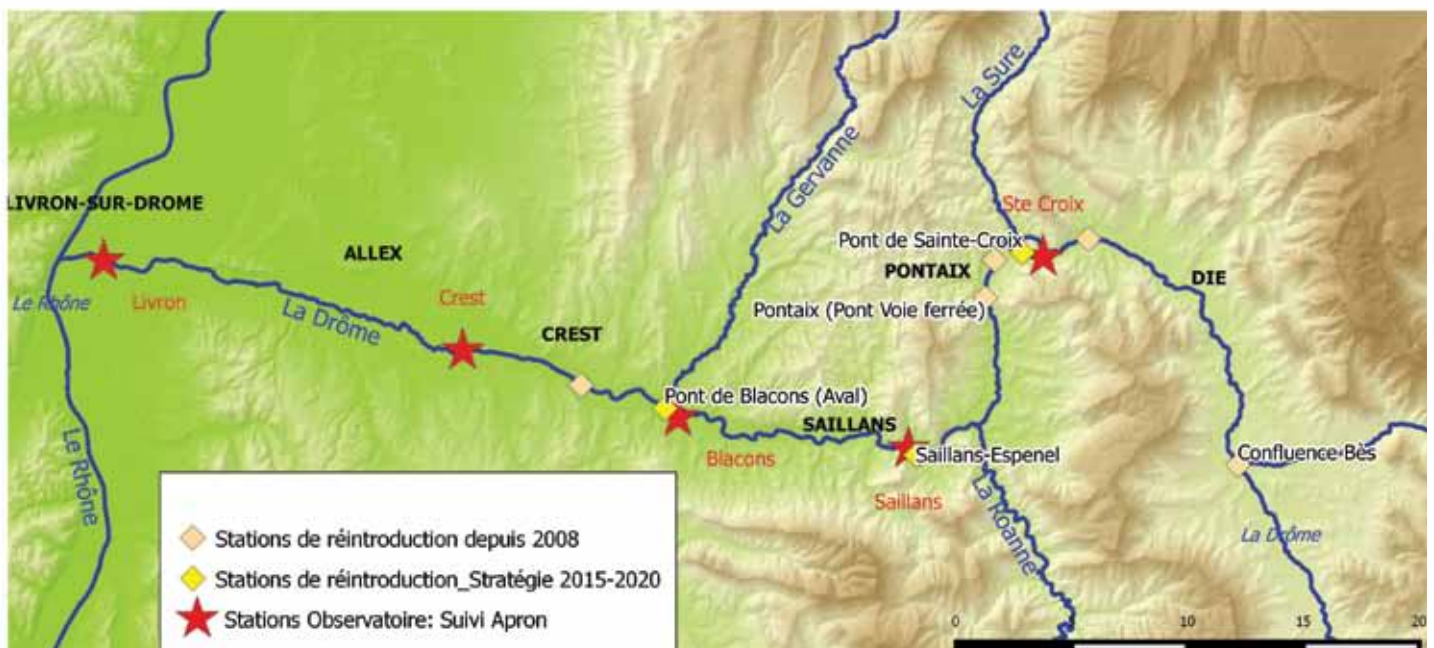 La Sure
La Gervanne
LIVRON-SUR-DROME
Ste Croix
Pont de Sainte-Croix
ALLEX
PONTAIX
DIE
Le Rhône
Livron
Crest
La Drôme
Pontaix (Pont Voie ferrée)
CREST
Pont de Blacons (Aval)
SAILLANS
Le Rhône
Blacons
Saillans-Espenel
Confluence-Bès
Saillans
La Roanne
La Drôme
Stations de réintroduction depuis 2008
Stations de réintroduction_Stratégie 2015-2020
Stations Observatoire: Suivi Apron
0 10 15 20